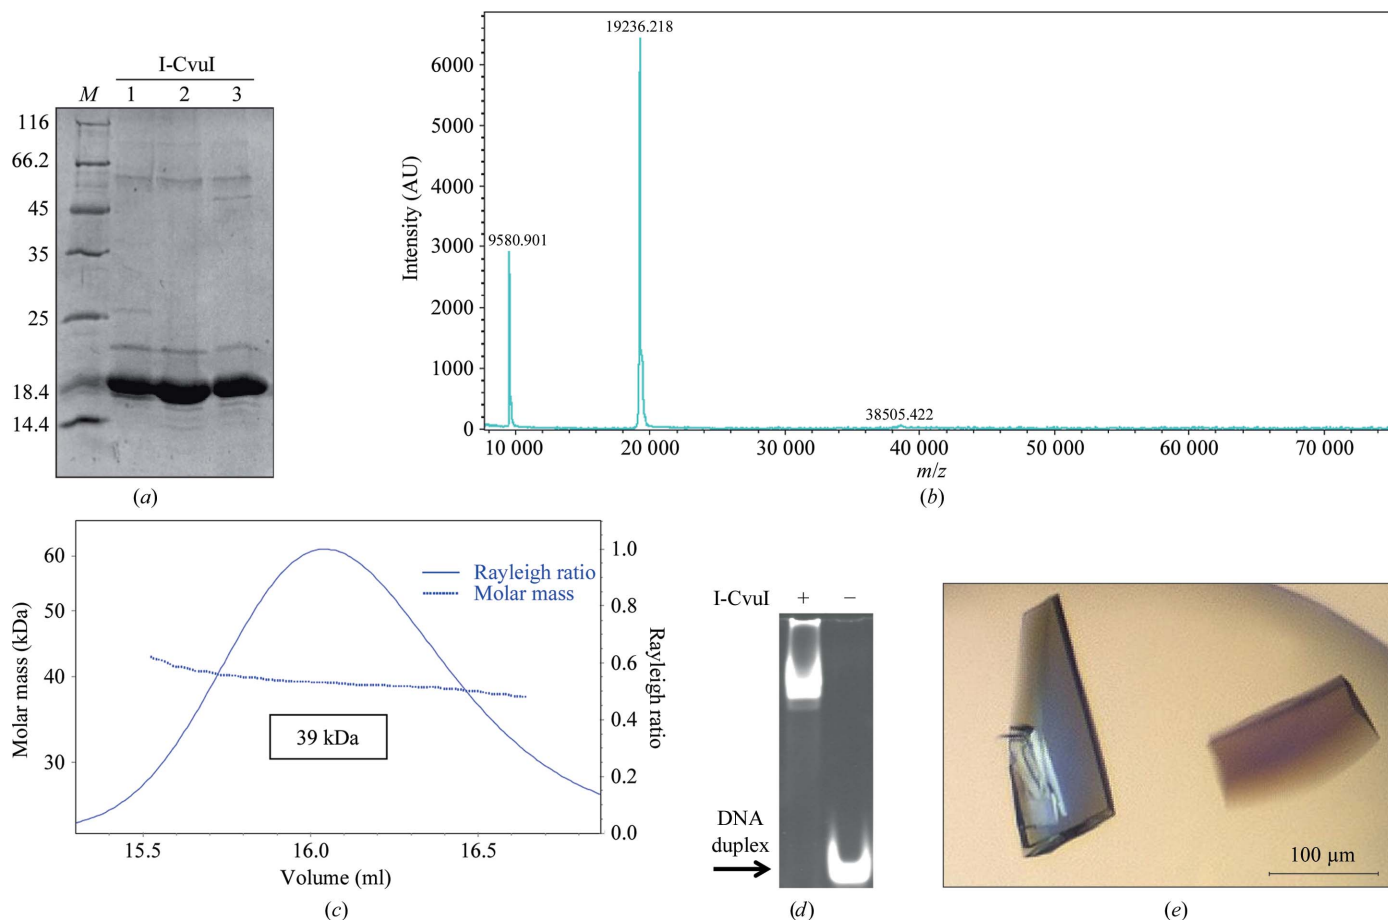 I-CvuI
M 1 2 3
116
66.2
45
35
25
18.4
14.4
(a)
19236.218
9580.901
38505.422
Intensity (AU)
6000
5000
4000
3000
2000
1000
0
10 000 20 000 30 000 40 000 50 000 60 000 70 000
m/z
(b)
Molar mass (kDa)
60
50
40
30
Rayleigh ratio
Molar mass
39 kDa
1.0
0.8
0.6
0.4
0.2
0.0
Rayleigh ratio
15.5 16.0 16.5
Volume (ml)
(c)
I-CvuI + −
DNA
duplex
(d)
100 µm
(e)